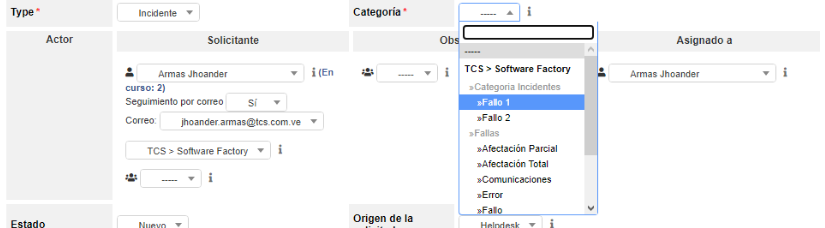 Type *
Incidente
Categoría *
-----
Actor
Solicitante
Obs
Asignado a
Armas Jhoander
(En curso: 2)
Seguimiento por correo
Sí
Correo:
jhoander.armas@tcs.com.ve
TCS > Software Factory
-----
-----
Armas Jhoander
-----
TCS > Software Factory
»Categoria Incidentes
»Fallo 1
»Fallo 2
»Fallas
»Afectación Parcial
»Afectación Total
»Comunicaciones
»Error
»Fallo
Estado
Nuevo
Origen de la
Helpdesk